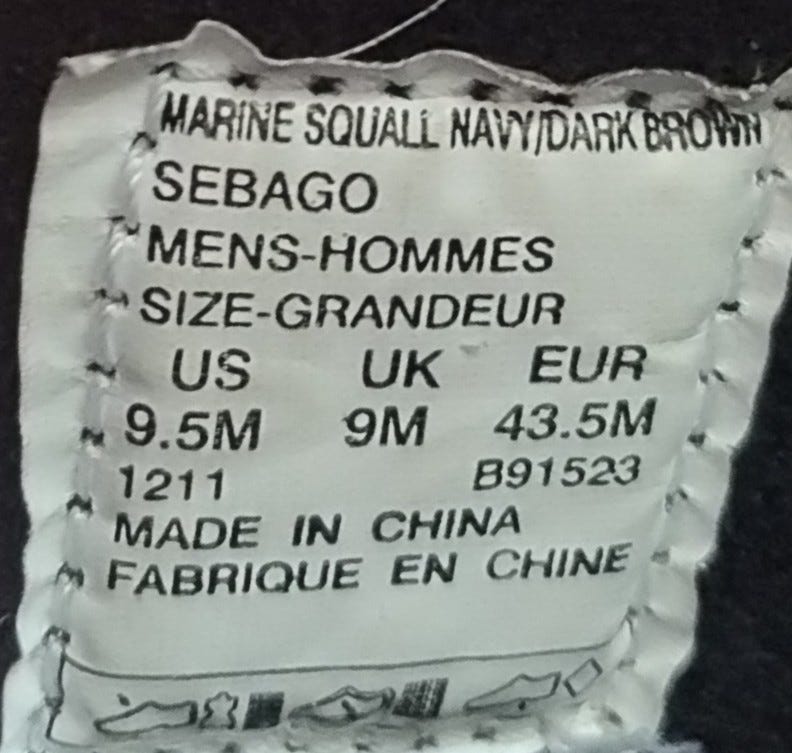 MARINE SQUALL NAVY/DARK BROWN
SEBAGO
MENS-HOMMES
SIZE-GRANDEUR
US UK EUR
9.5M 9M 43.5M
1211 B91523
MADE IN CHINA
FABRIQUE EN CHINE